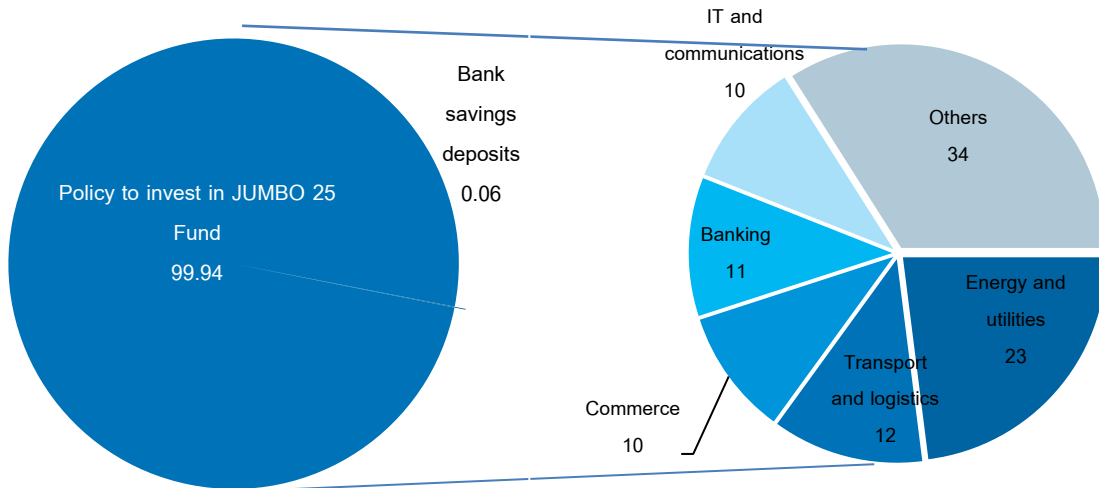 Policy to invest in JUMBO 25
Fund
99.94
Bank
savings
deposits
0.06
IT and
communications
10
Others
34
Banking
11
Energy and
utilities
23
Transport
and logistics
12
Commerce
10